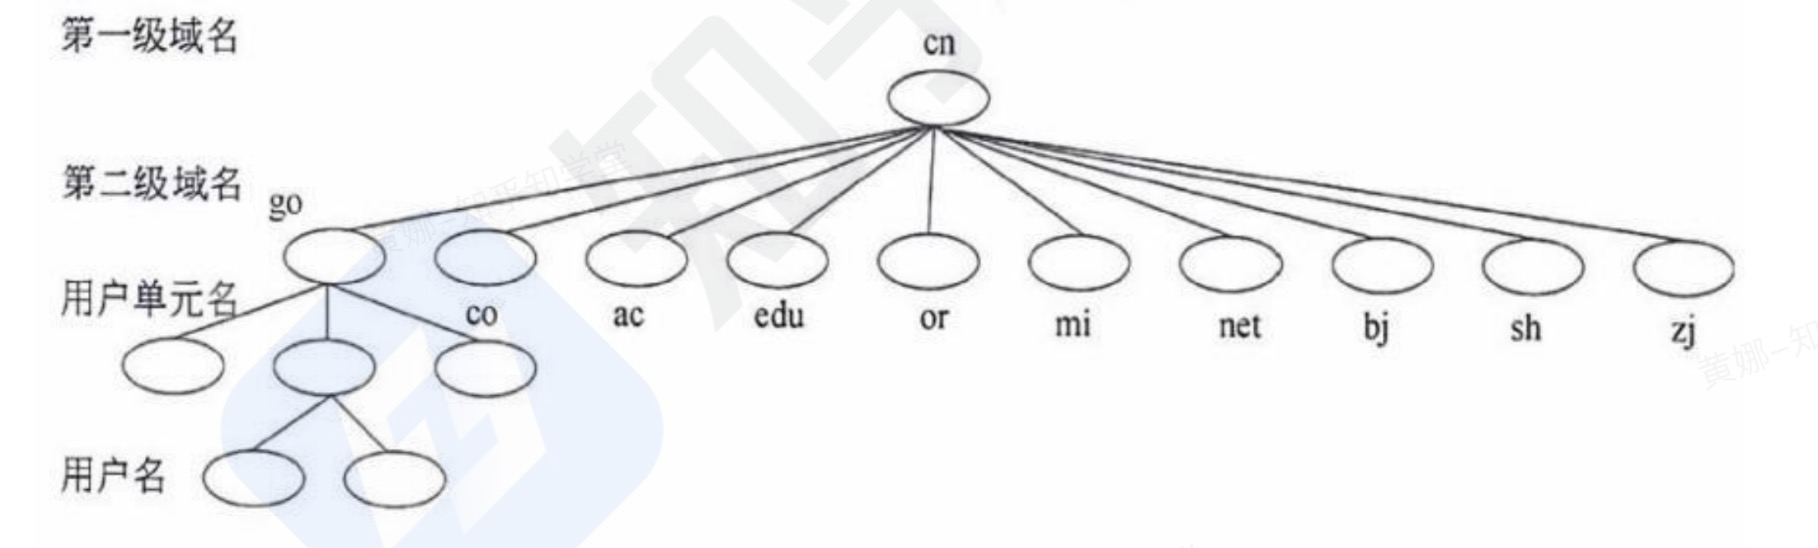 第一级域名
cn
第二级域名
go
用户单元名
co ac edu or mi net bj sh zj
用户名
黄娜-知乎知学堂
黄娜-知
知乎